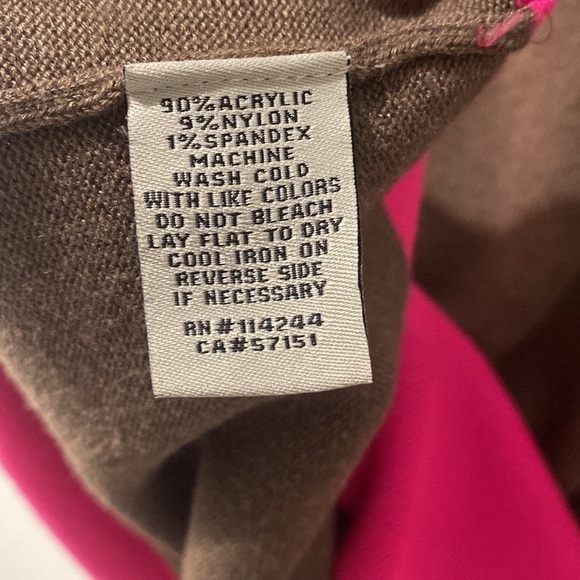 90% ACRYLIC
9% NYLON
1% SPANDEX
MACHINE
WASH COLD
WITH LIKE COLORS
DO NOT BLEACH
LAY FLAT TO DRY
COOL IRON ON
REVERSE SIDE
IF NECESSARY
RN#114244
CA#57151